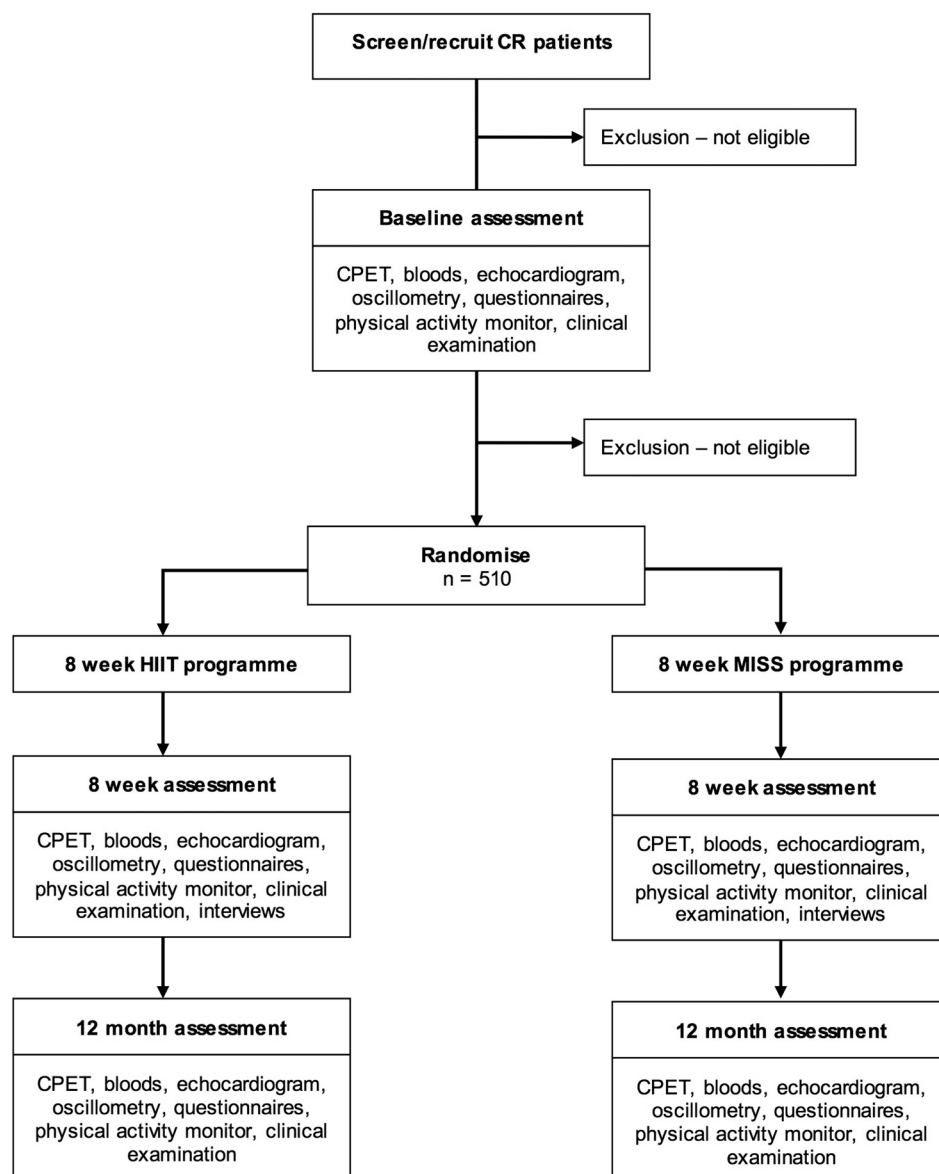 Screen/recruit CR patients
Exclusion – not eligible
Baseline assessment
CPET, bloods, echocardiogram,
oscillometry, questionnaires,
physical activity monitor, clinical
examination
Exclusion – not eligible
Randomise
n = 510
8 week HIIT programme
8 week MISS programme
8 week assessment
CPET, bloods, echocardiogram,
oscillometry, questionnaires,
physical activity monitor, clinical
examination, interviews
8 week assessment
CPET, bloods, echocardiogram,
oscillometry, questionnaires,
physical activity monitor, clinical
examination, interviews
12 month assessment
CPET, bloods, echocardiogram,
oscillometry, questionnaires,
physical activity monitor, clinical
examination
12 month assessment
CPET, bloods, echocardiogram,
oscillometry, questionnaires,
physical activity monitor, clinical
examination